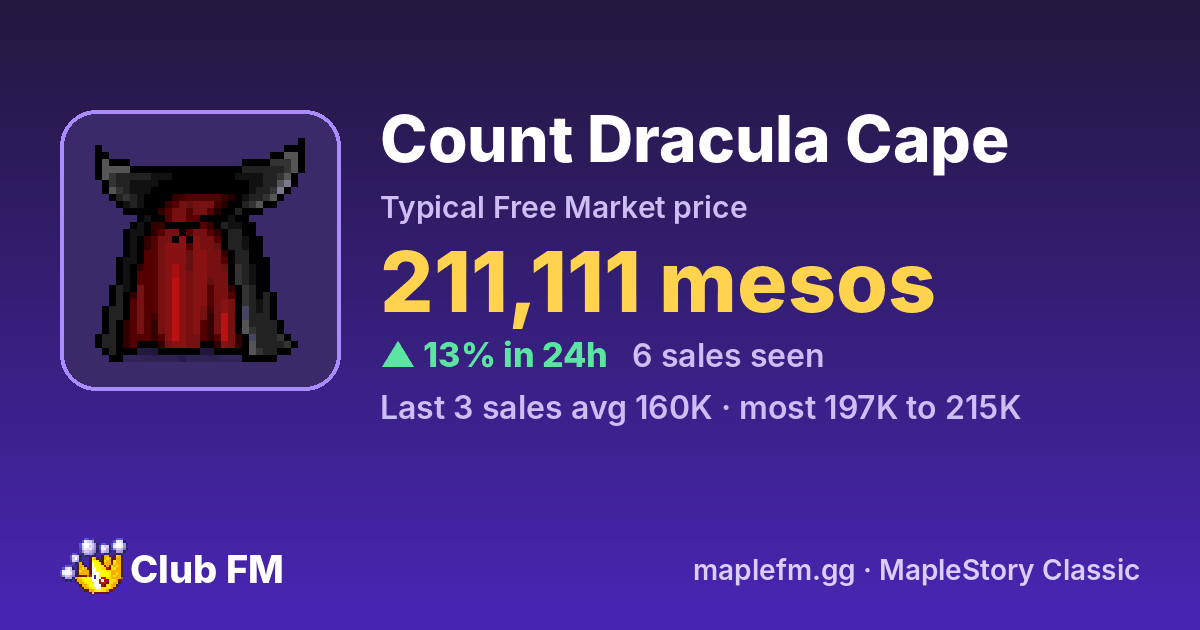 Count Dracula Cape
Typical Free Market price
211,111 mesos
▲ 13% in 24h 6 sales seen
Last 3 sales avg 160K · most 197K to 215K
Club FM
maplefm.gg · MapleStory Classic